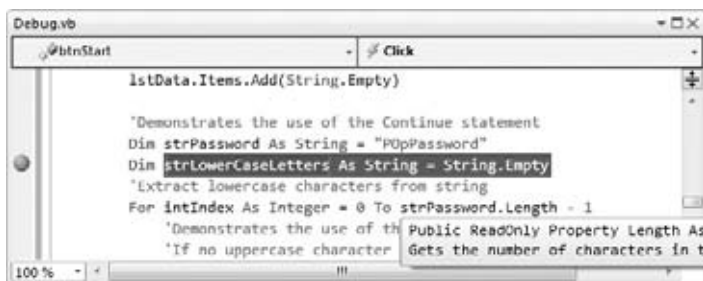 Debug.vb
btnStart
Click
lstData.Items.Add(String.Empty)
'Demonstrates the use of the Continue statement
Dim strPassword As String = "POpPassword"
Dim strLowerCaseLetters As String = String.Empty
'Extract lowercase characters from string
For intIndex As Integer = 0 To strPassword.Length - 1
'Demonstrates the use of th
Public ReadOnly Property Length As
'If no uppercase character
Gets the number of characters in t
100 %